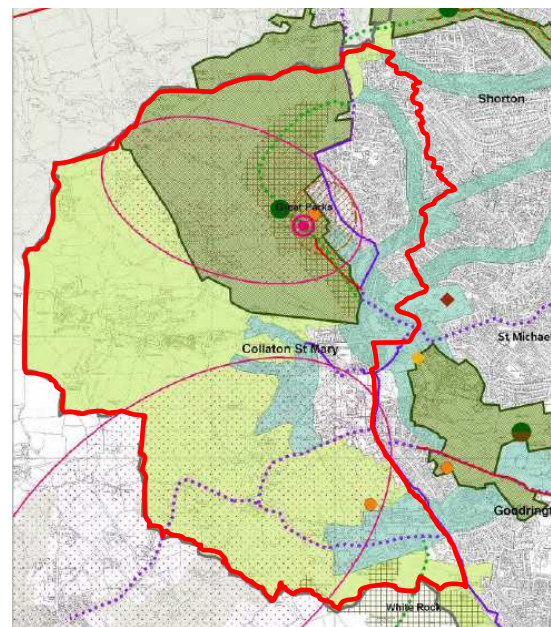 Shorton
Great Parks
Collaton St Mary
St Michael
Goodringt
White Rock